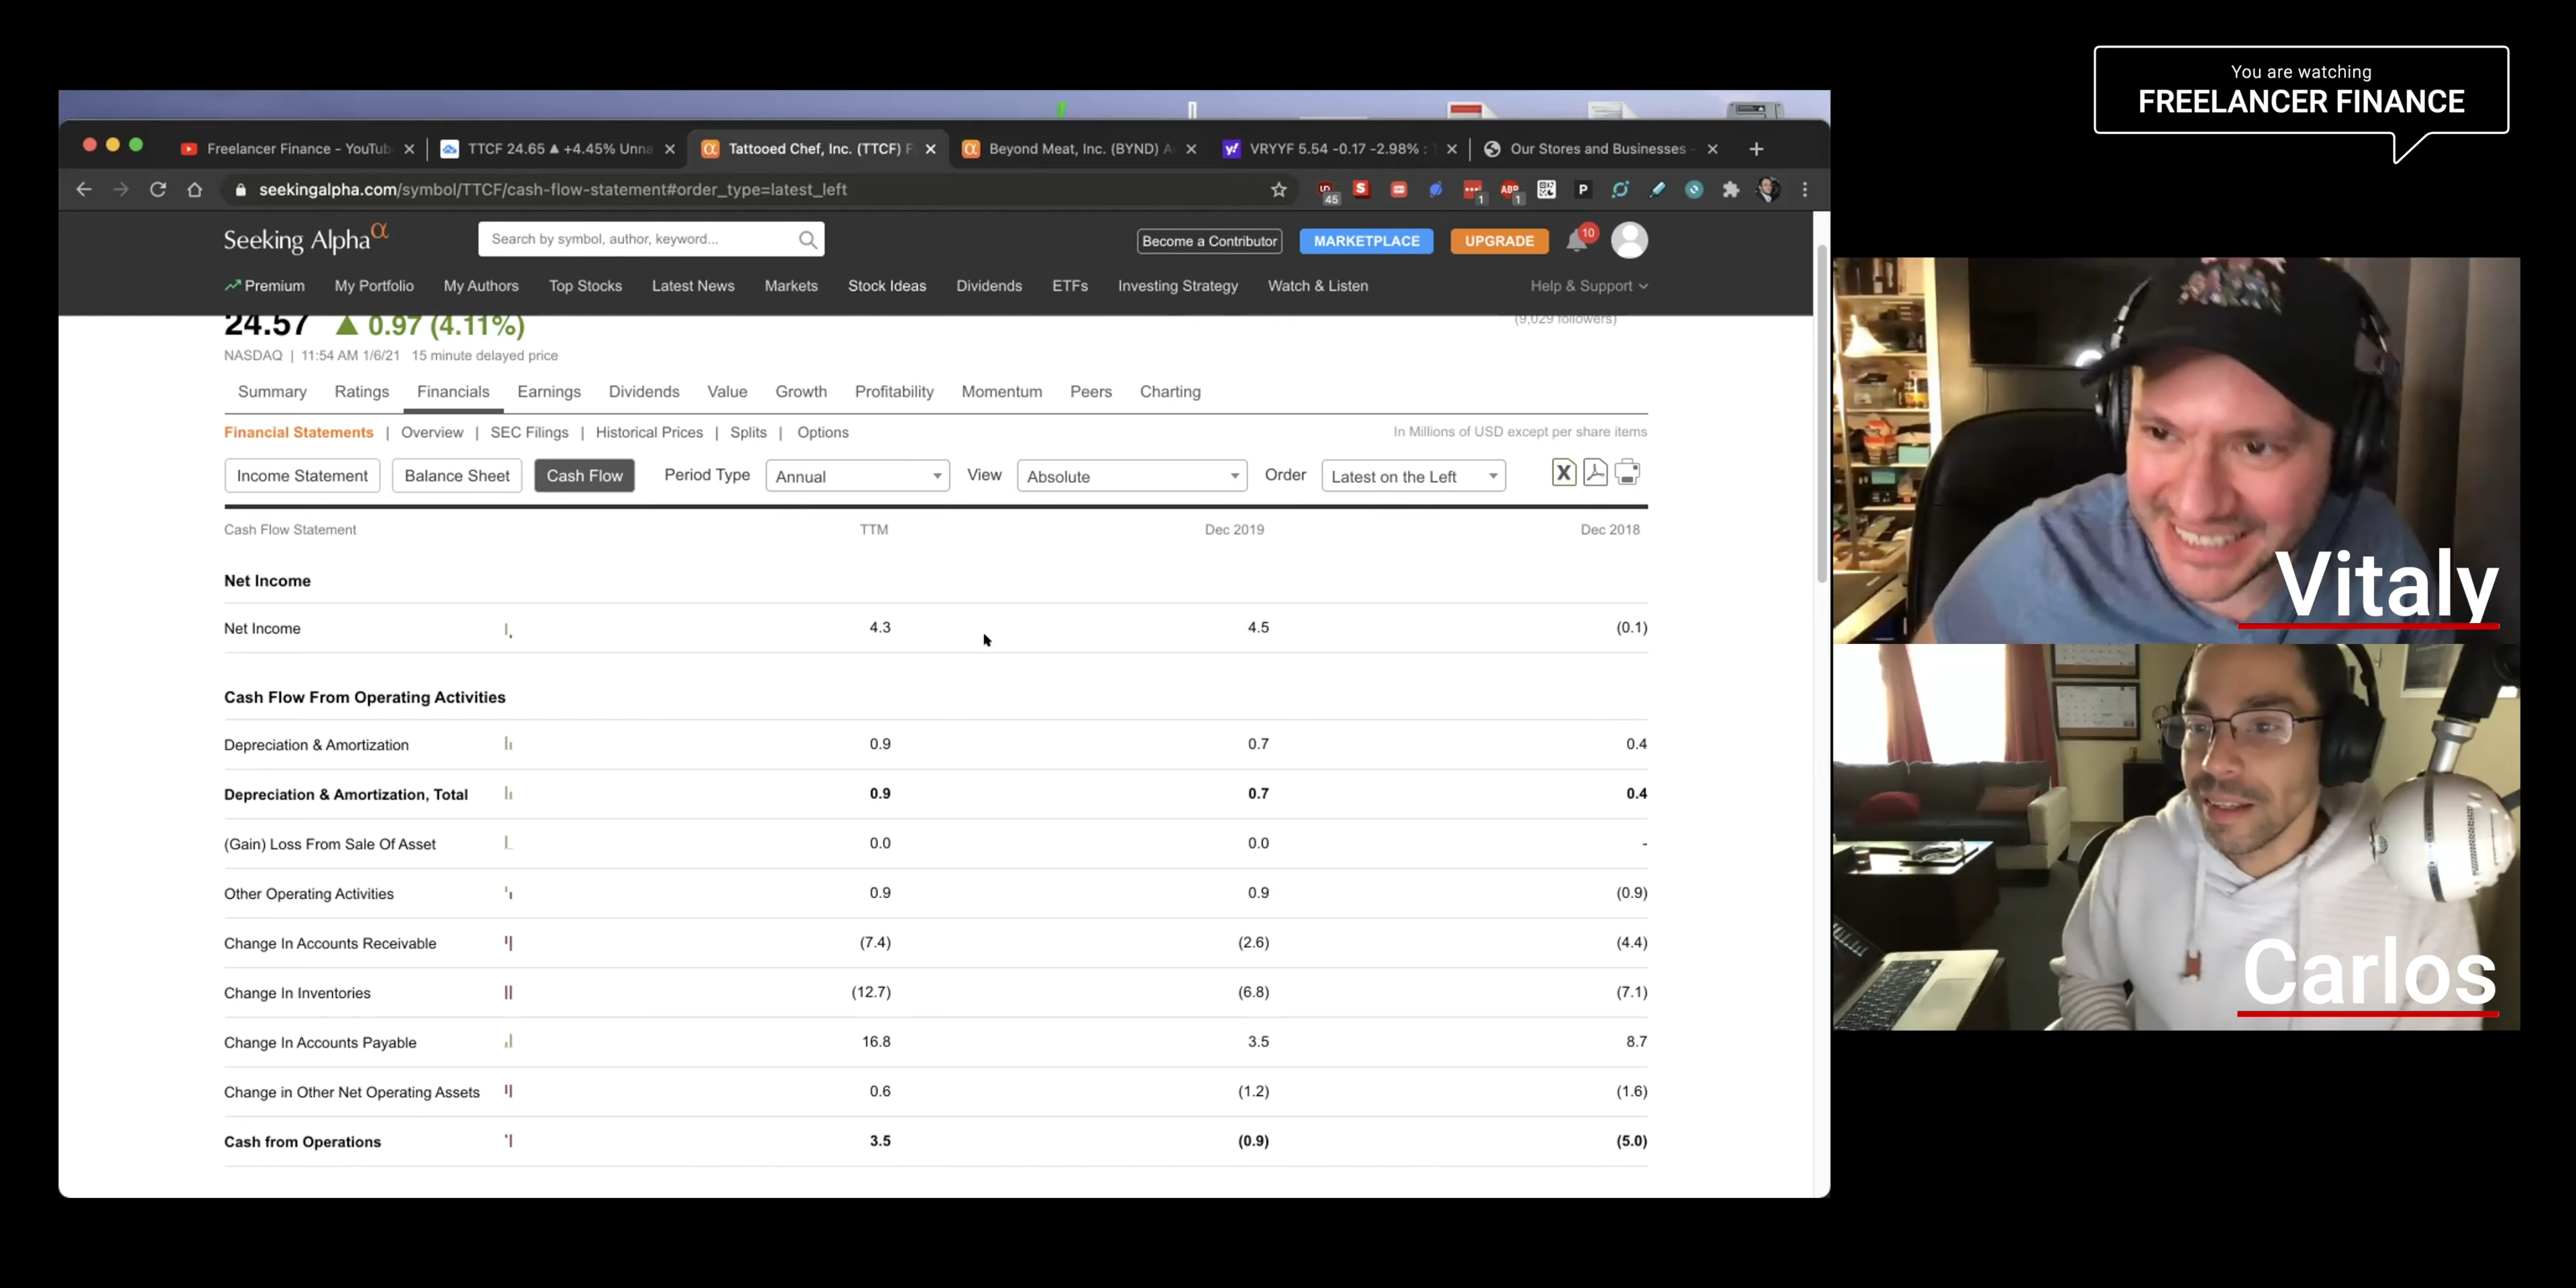 You are watching
FREELANCER FINANCE
Freelancer Finance - YouTub
TTCF 24.65 ▲ +4.45% Unna
Tattooed Chef, Inc. (TTCF) F
Beyond Meat, Inc. (BYND) A
VRYYF 5.54 -0.17 -2.98% :
Our Stores and Businesses -
seekingalpha.com/symbol/TTCF/cash-flow-statement#order_type=latest_left
45
S
1
ABP
1
P
Seeking Alpha α
Search by symbol, author, keyword...
Become a Contributor
MARKETPLACE
UPGRADE
10
Premium My Portfolio My Authors Top Stocks Latest News Markets Stock Ideas Dividends ETFs Investing Strategy Watch & Listen Help & Support
24.57 ▲ 0.97 (4.11%)
(9,029 followers)
NASDAQ | 11:54 AM 1/6/21 15 minute delayed price
Summary Ratings Financials Earnings Dividends Value Growth Profitability Momentum Peers Charting
Financial Statements | Overview | SEC Filings | Historical Prices | Splits | Options In Millions of USD except per share items
Income Statement Balance Sheet Cash Flow Period Type Annual View Absolute Order Latest on the Left
Cash Flow Statement TTM Dec 2019 Dec 2018
Net Income
Net Income 4.3 4.5 (0.1)
Cash Flow From Operating Activities
Depreciation & Amortization 0.9 0.7 0.4
Depreciation & Amortization, Total 0.9 0.7 0.4
(Gain) Loss From Sale Of Asset 0.0 0.0 -
Other Operating Activities 0.9 0.9 (0.9)
Change In Accounts Receivable (7.4) (2.6) (4.4)
Change In Inventories (12.7) (6.8) (7.1)
Change In Accounts Payable 16.8 3.5 8.7
Change in Other Net Operating Assets 0.6 (1.2) (1.6)
Cash from Operations 3.5 (0.9) (5.0)
Vitaly
Carlos